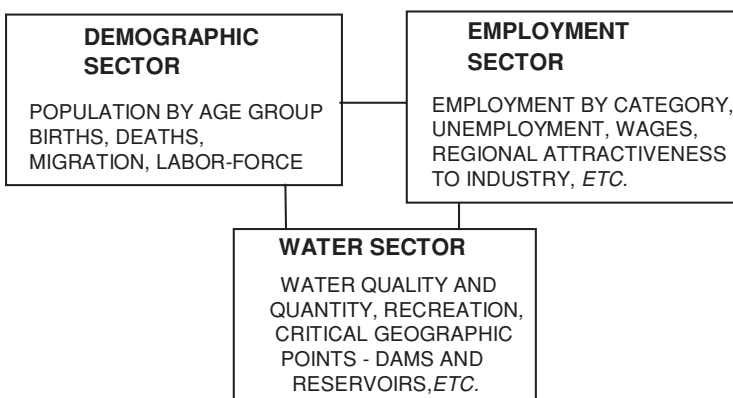 DEMOGRAPHIC
SECTOR
POPULATION BY AGE GROUP
BIRTHS, DEATHS,
MIGRATION, LABOR-FORCE
EMPLOYMENT
SECTOR
EMPLOYMENT BY CATEGORY,
UNEMPLOYMENT, WAGES,
REGIONAL ATTRACTIVENESS
TO INDUSTRY, ETC.
WATER SECTOR
WATER QUALITY AND
QUANTITY, RECREATION,
CRITICAL GEOGRAPHIC
POINTS - DAMS AND
RESERVOIRS,ETC.